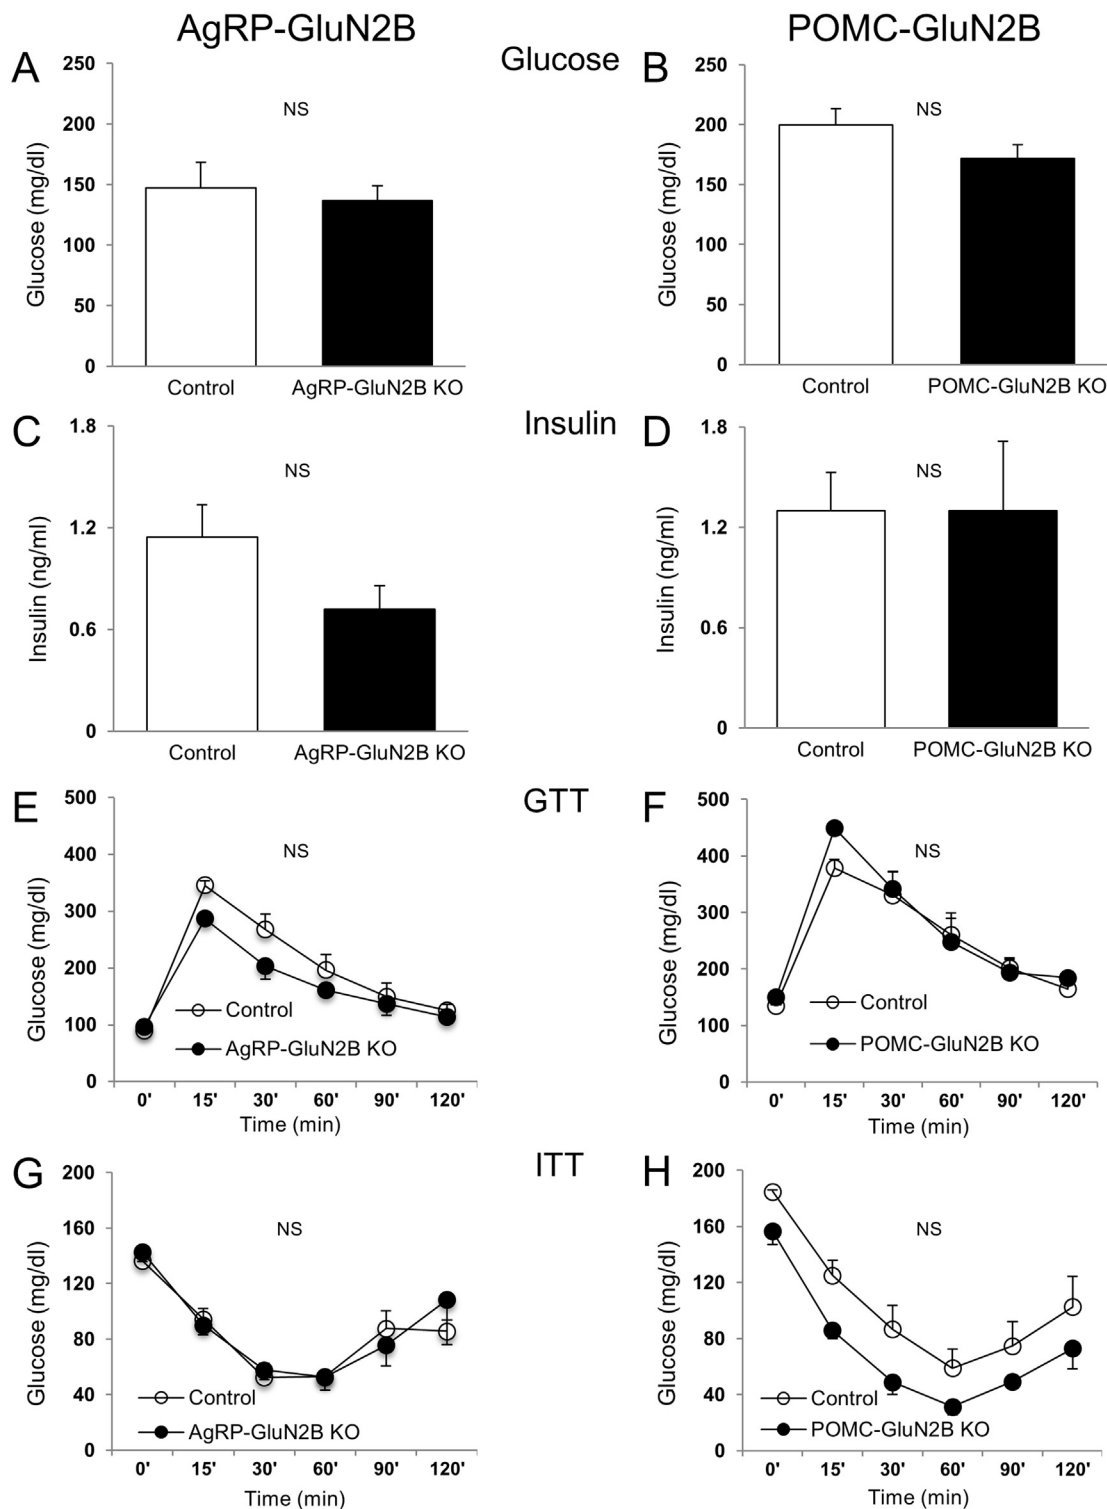 AgRP-GluN2B
POMC-GluN2B
A
Glucose
B
250
200
150
100
50
0
Glucose (mg/dl)
NS
Control
AgRP-GluN2B KO
250
200
150
100
50
0
Glucose (mg/dl)
NS
Control
POMC-GluN2B KO
C
Insulin
D
1.8
1.2
0.6
0
Insulin (ng/ml)
NS
Control
AgRP-GluN2B KO
1.8
1.2
0.6
0
Insulin (ng/ml)
NS
Control
POMC-GluN2B KO
E
GTT
F
500
400
300
200
100
0
Glucose (mg/dl)
NS
Control
AgRP-GluN2B KO
0' 15' 30' 60' 90' 120'
Time (min)
500
400
300
200
100
0
Glucose (mg/dl)
NS
Control
POMC-GluN2B KO
0' 15' 30' 60' 90' 120'
Time (min)
G
ITT
H
200
160
120
80
40
0
Glucose (mg/dl)
NS
Control
AgRP-GluN2B KO
0' 15' 30' 60' 90' 120'
Time (min)
200
160
120
80
40
0
Glucose (mg/dl)
NS
Control
POMC-GluN2B KO
0' 15' 30' 60' 90' 120'
Time (min)